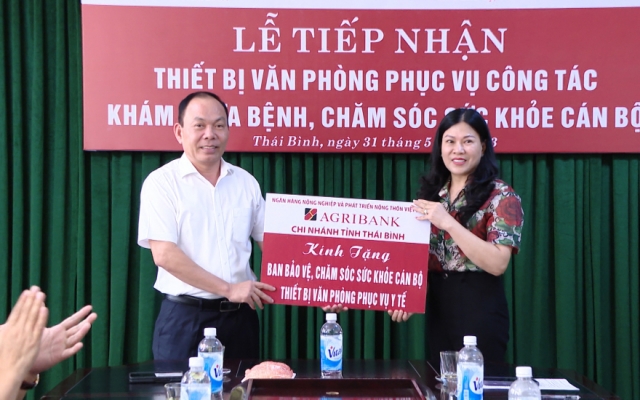 LỄ TIẾP NHẬN
THIẾT BỊ VĂN PHÒNG PHỤC VỤ CÔNG TÁC
KHÁM BỆNH, CHĂM SÓC SỨC KHỎE CÁN BỘ
Thái Bình, ngày 31 tháng 5
NGÂN HÀNG NÔNG NGHIỆP VÀ PHÁT TRIỂN NÔNG THÔN VIỆT
AGRIBANK
CHI NHÁNH TỈNH THÁI BÌNH
Kính Tặng
BAN BẢO VỆ, CHĂM SÓC SỨC KHỎE CÁN BỘ
THIẾT BỊ VĂN PHÒNG PHỤC VỤ Y TẾ